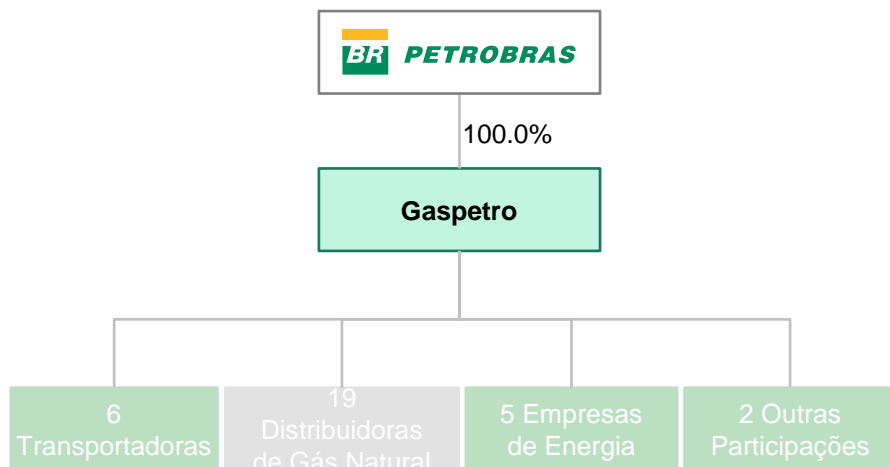 BR PETROBRAS
100.0%
Gaspetro
6
Transportadoras
19
Distribuidoras
de Gás Natural
5 Empresas
de Energia
2 Outras
Participações